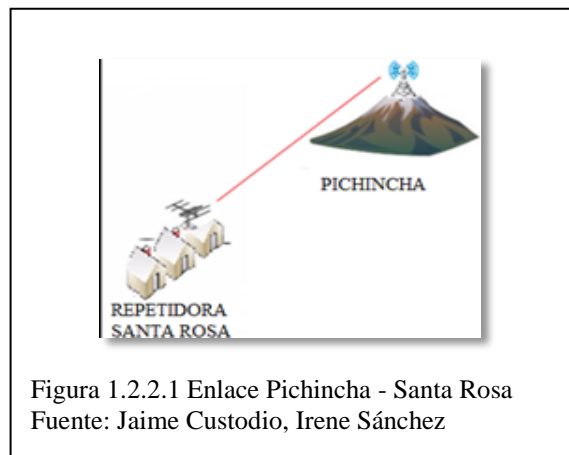 PICHINCHA
REPETIDORA
SANTA ROSA
Figura 1.2.2.1 Enlace Pichincha - Santa Rosa
Fuente: Jaime Custodio, Irene Sánchez